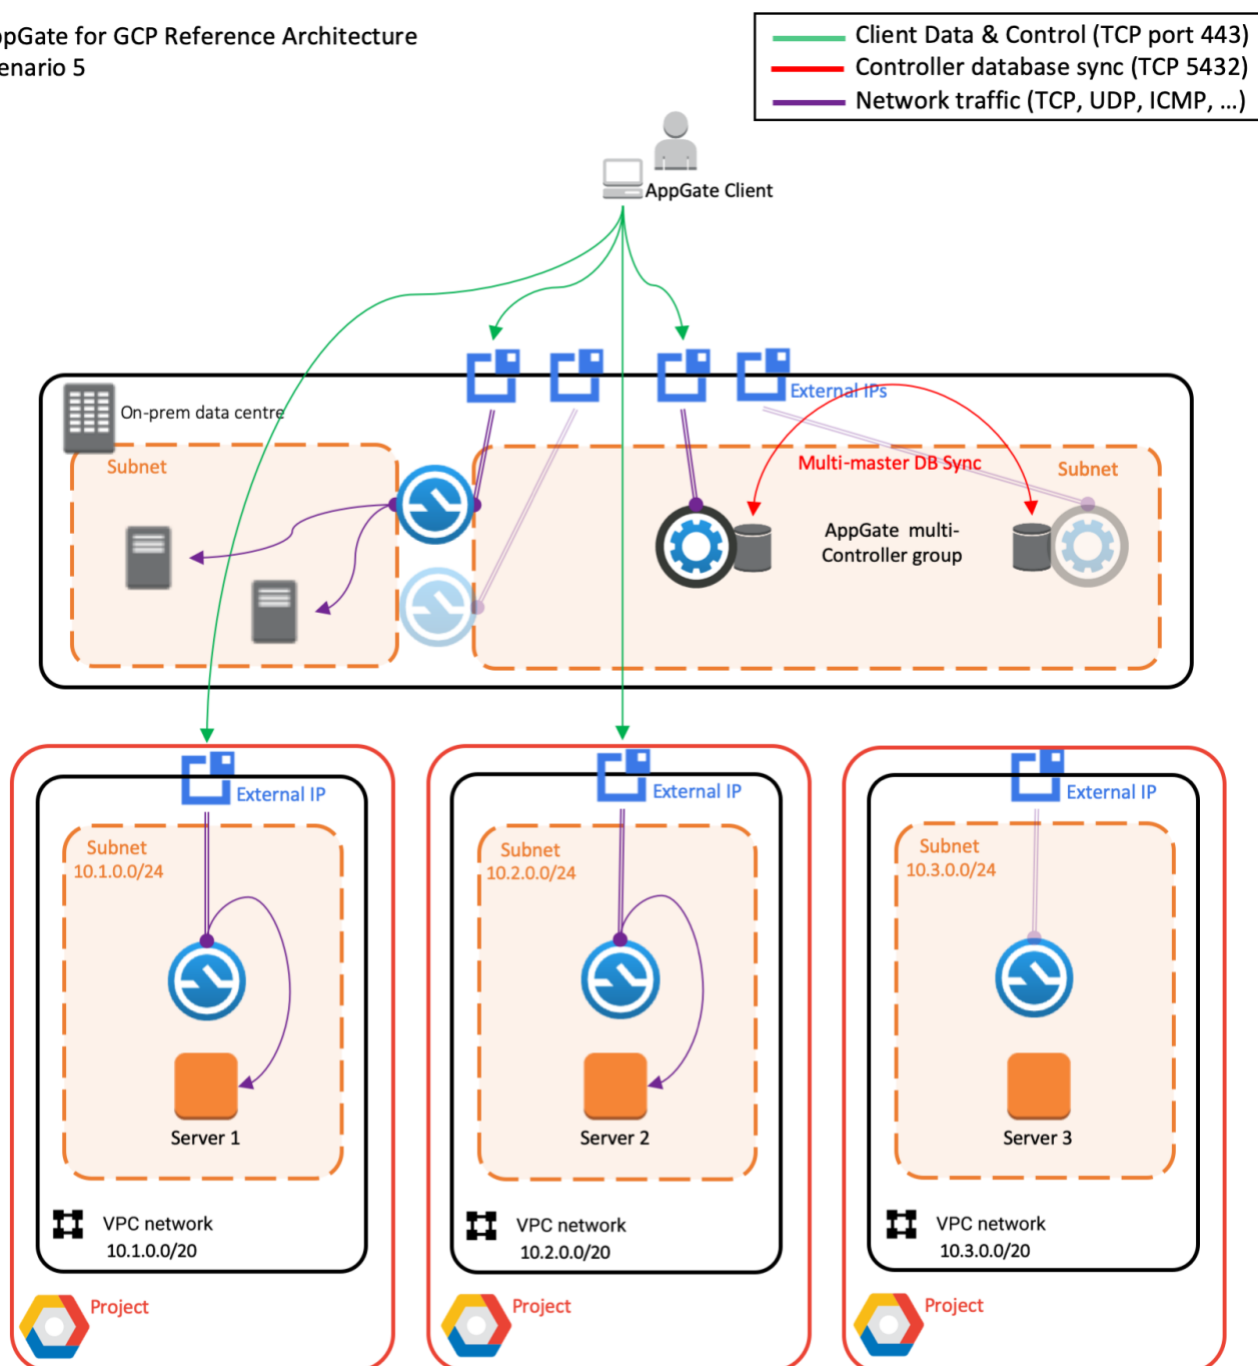 ppGate for GCP Reference Architecture
enario 5
Client Data & Control (TCP port 443)
Controller database sync (TCP 5432)
Network traffic (TCP, UDP, ICMP, ...)
AppGate Client
On-prem data centre
External IPs
Subnet
Multi-master DB Sync
Subnet
AppGate multi-
Controller group
External IP
Subnet
10.1.0.0/24
Server 1
VPC network
10.1.0.0/20
Project
External IP
Subnet
10.2.0.0/24
Server 2
VPC network
10.2.0.0/20
Project
External IP
Subnet
10.3.0.0/24
Server 3
VPC network
10.3.0.0/20
Project